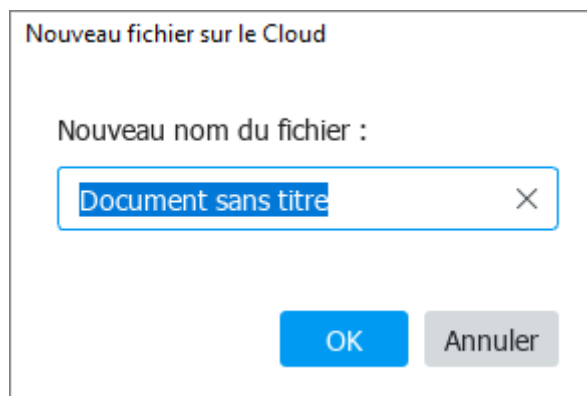 Nouveau fichier sur le Cloud
Nouveau nom du fichier :
Document sans titre
OK Annuler